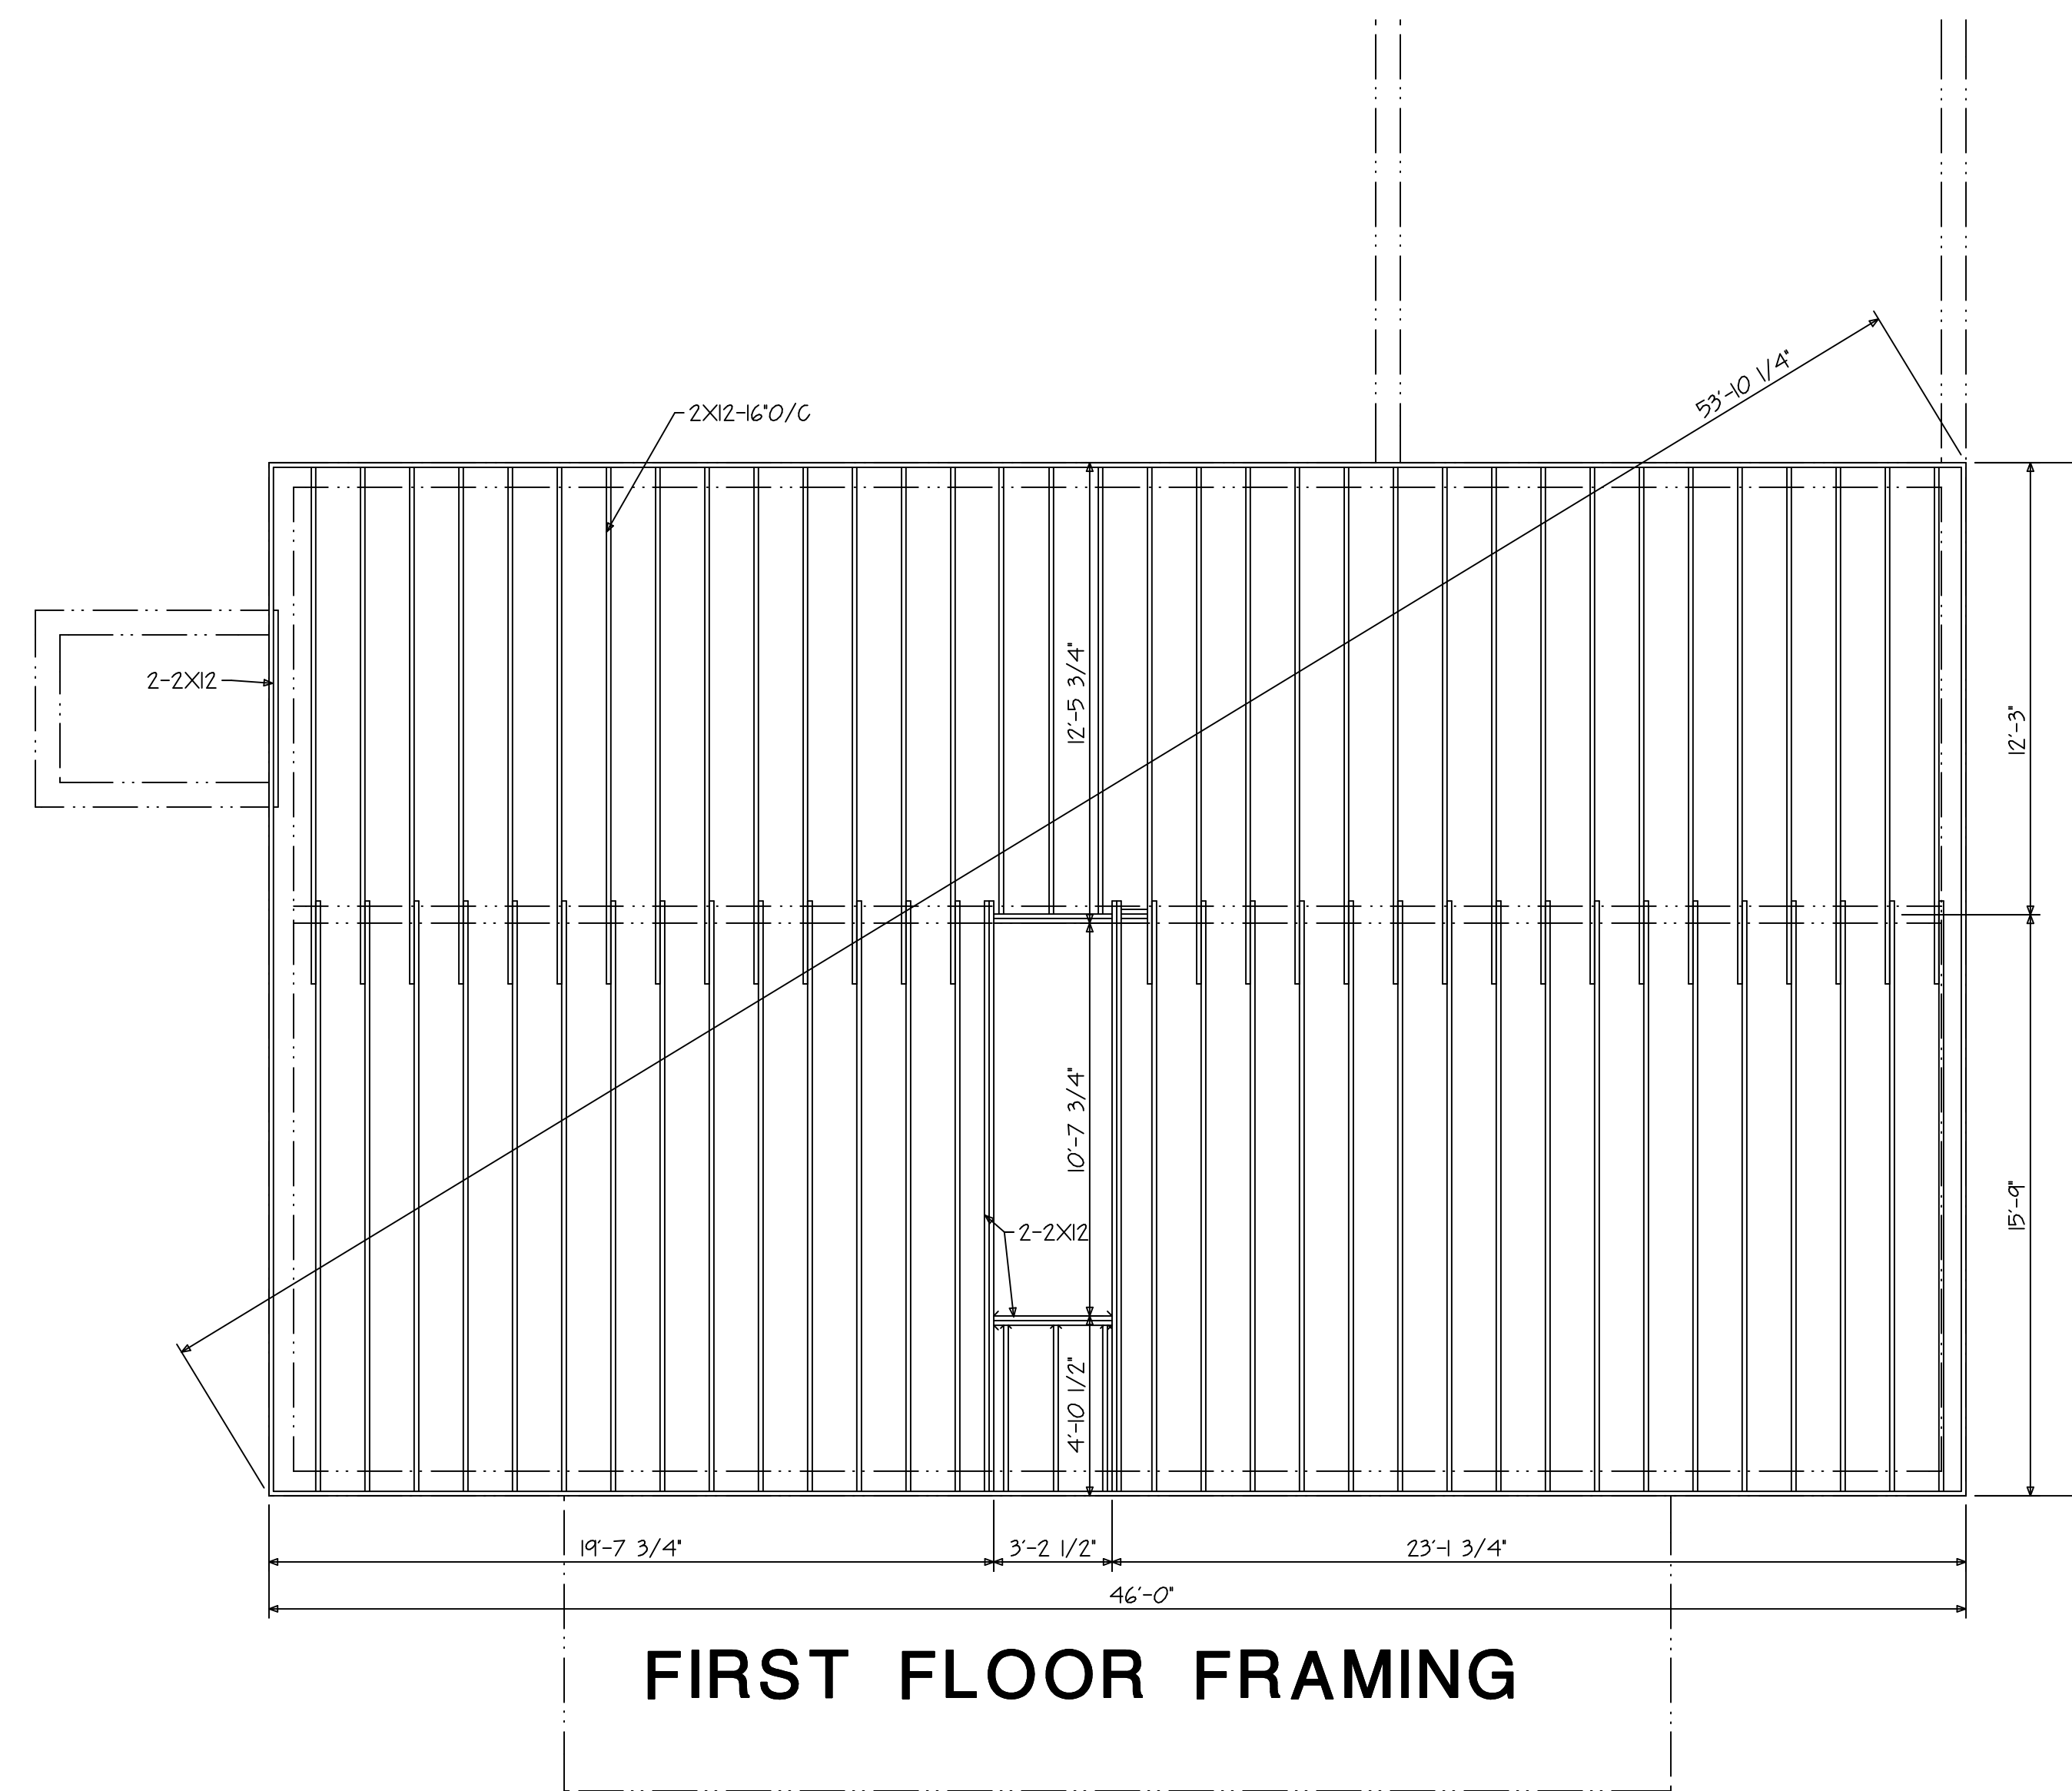 53'-10 1/4"
2X12-16"O/C
12'-5 3/4"
2-2X12
12'-3"
10'-7 3/4"
15'-9"
2-2X12
4'-10 1/2"
19'-7 3/4"
3'-2 1/2"
23'-1 3/4"
46'-0"
FIRST FLOOR FRAMING